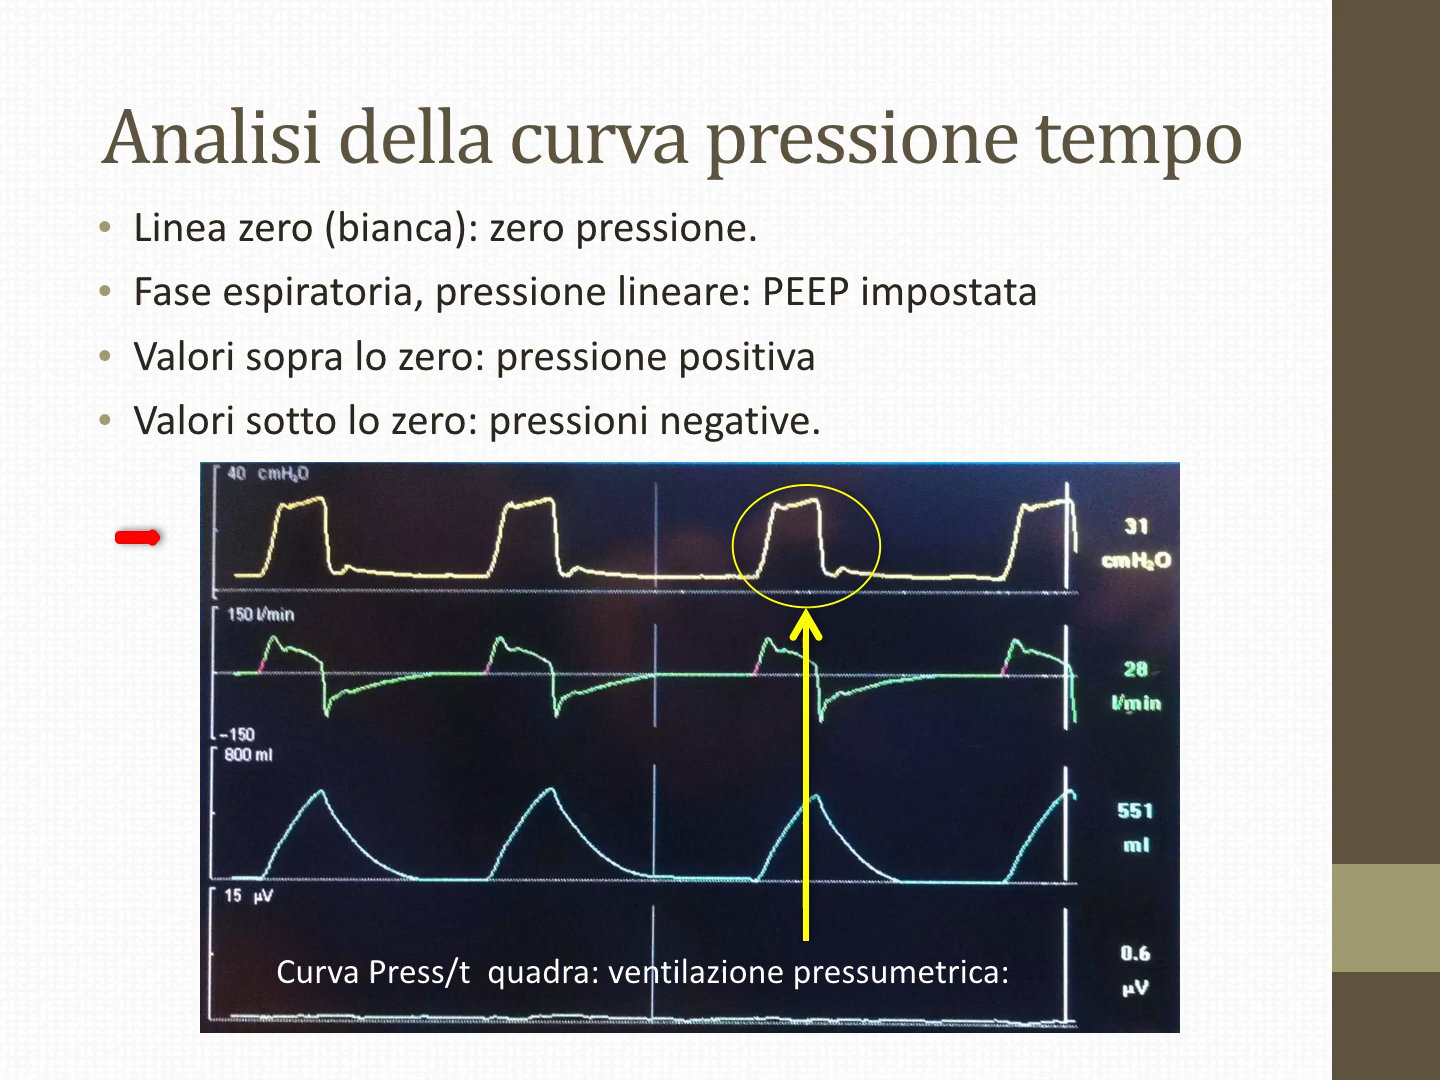 Analisi della curva pressione tempo
• Linea zero (bianca): zero pressione.
• Fase espiratoria, pressione lineare: PEEP impostata
• Valori sopra lo zero: pressione positiva
• Valori sotto lo zero: pressioni negative.
40 cmH₂O
31
cmH₂O
150 l/min
28
l/min
-150
800 ml
551
ml
15 µV
0.6
µV
Curva Press/t quadra: ventilazione pressumetrica: